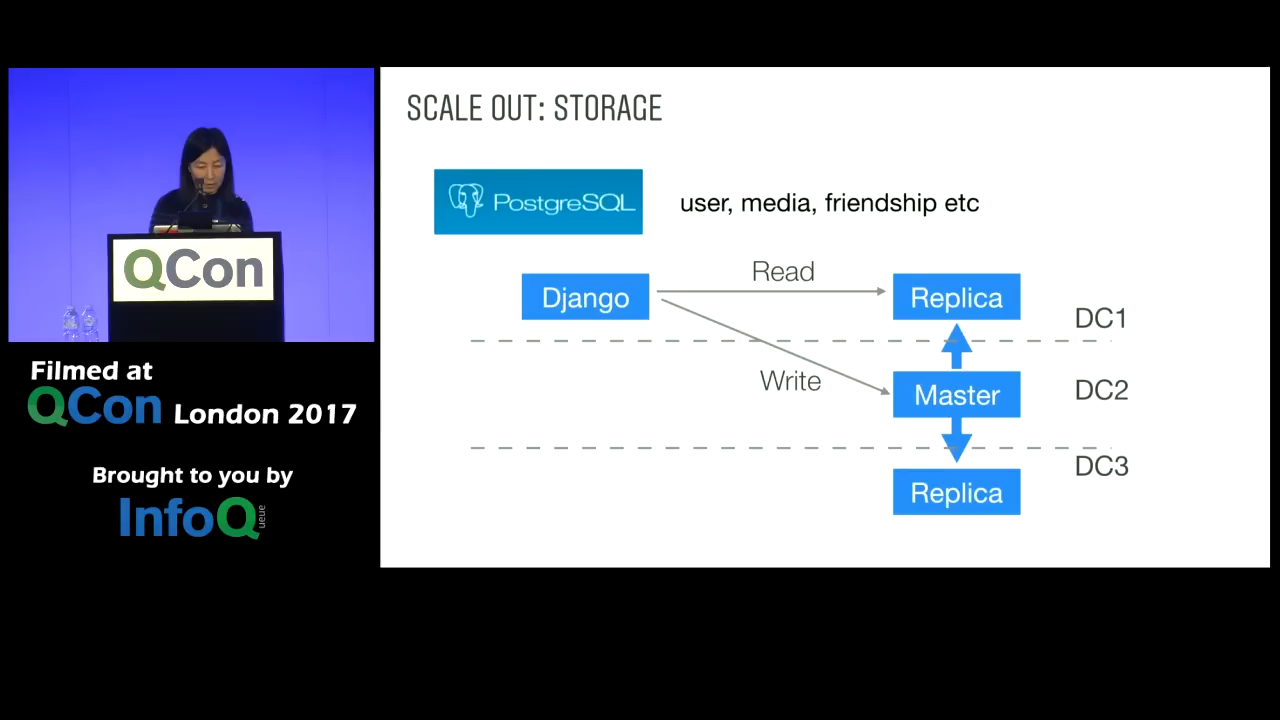 SCALE OUT: STORAGE
PostgreSQL
user, media, friendship etc
Read
Django
Replica
DC1
Write
Master
DC2
DC3
Replica
QCon
Filmed at
QCon London 2017
Brought to you by
InfoQ
ueue